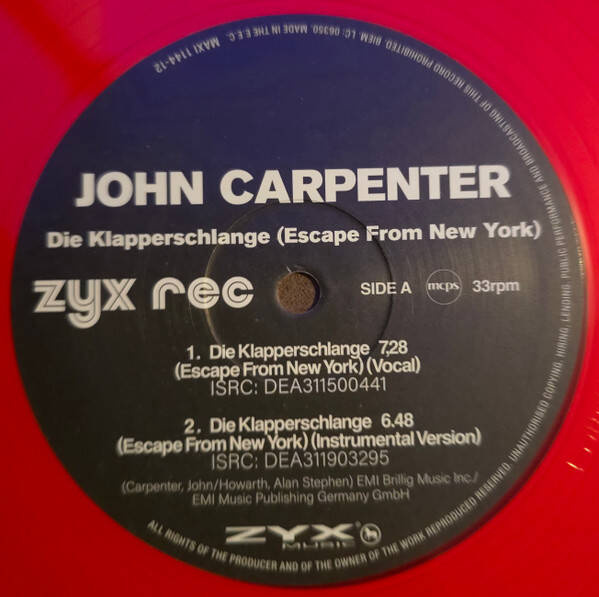 JOHN CARPENTER
Die Klapperschlange (Escape From New York)
zyx rec
SIDE A
mcps
33rpm
1. Die Klapperschlange 7,28
(Escape From New York) (Vocal)
ISRC: DEA311500441
2. Die Klapperschlange 6.48
(Escape From New York) (Instrumental Version)
ISRC: DEA311903295
(Carpenter, John/Howarth, Alan Stephen) EMI Brillig Music Inc./
EMI Music Publishing Germany GmbH
ZYX
MUSIC
ALL RIGHTS OF THE PRODUCER AND OF THE OWNER OF THE WORK REPRODUCED RESERVED. UNAUTHORISED COPYING, HIRING, LENDING, PUBLIC PERFORMANCE AND BROADCASTING OF THIS RECORD PROHIBITED. BIEM. LC: 06350. MADE IN THE E.E.C. MAXI 1144-12